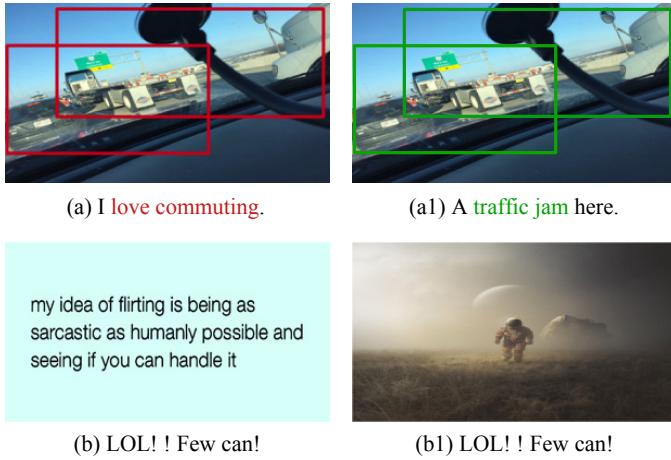 (a) I love commuting.
(a1) A traffic jam here.
my idea of flirting is being as
sarcastic as humanly possible and
seeing if you can handle it
(b) LOL! ! Few can!
(b1) LOL! ! Few can!